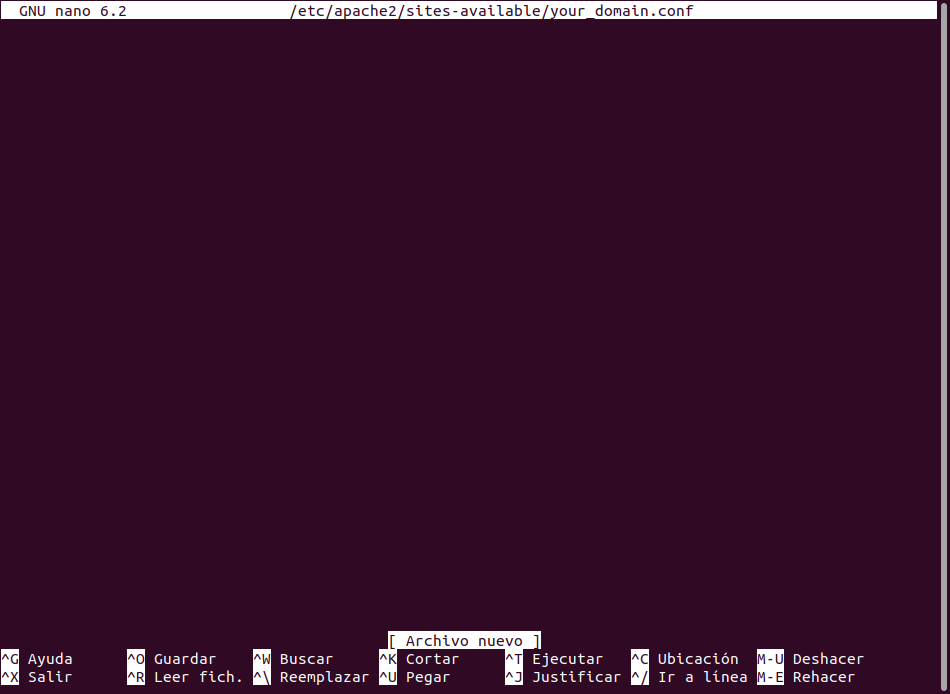 GNU nano 6.2 /etc/apache2/sites-available/your_domain.conf
[ Archivo nuevo ]
^G Ayuda ^O Guardar ^W Buscar ^K Cortar ^T Ejecutar ^C Ubicación M-U Deshacer
^X Salir ^R Leer fich. ^\ Reemplazar ^U Pegar ^J Justificar ^/ Ir a línea M-E Rehacer